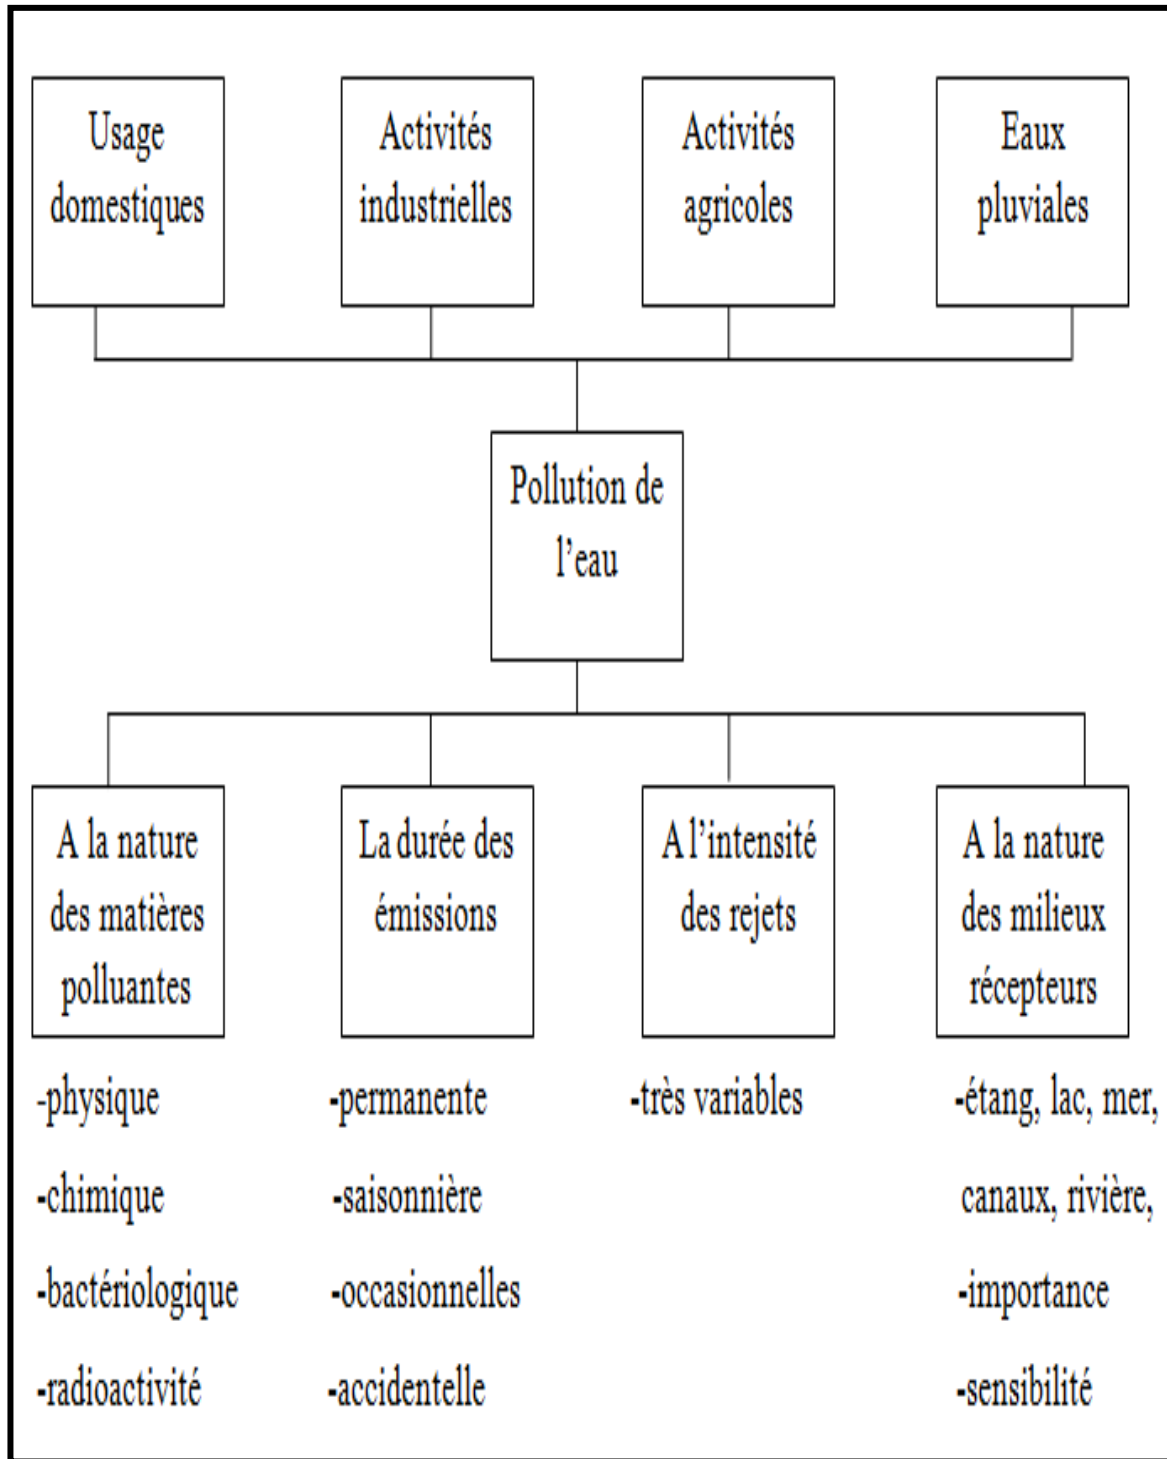 Usage
domestiques
Activités
industrielles
Activités
agricoles
Eaux
pluviales
Pollution de
l’eau
A la nature
des matières
polluantes
La durée des
émissions
A l’intensité
des rejets
A la nature
des milieux
récepteurs
-physique
-chimique
-bactériologique
-radioactivité
-permanente
-saisonnière
-occasionnelles
-accidentelle
-très variables
-étang, lac, mer,
canaux, rivière,
-importance
-sensibilité